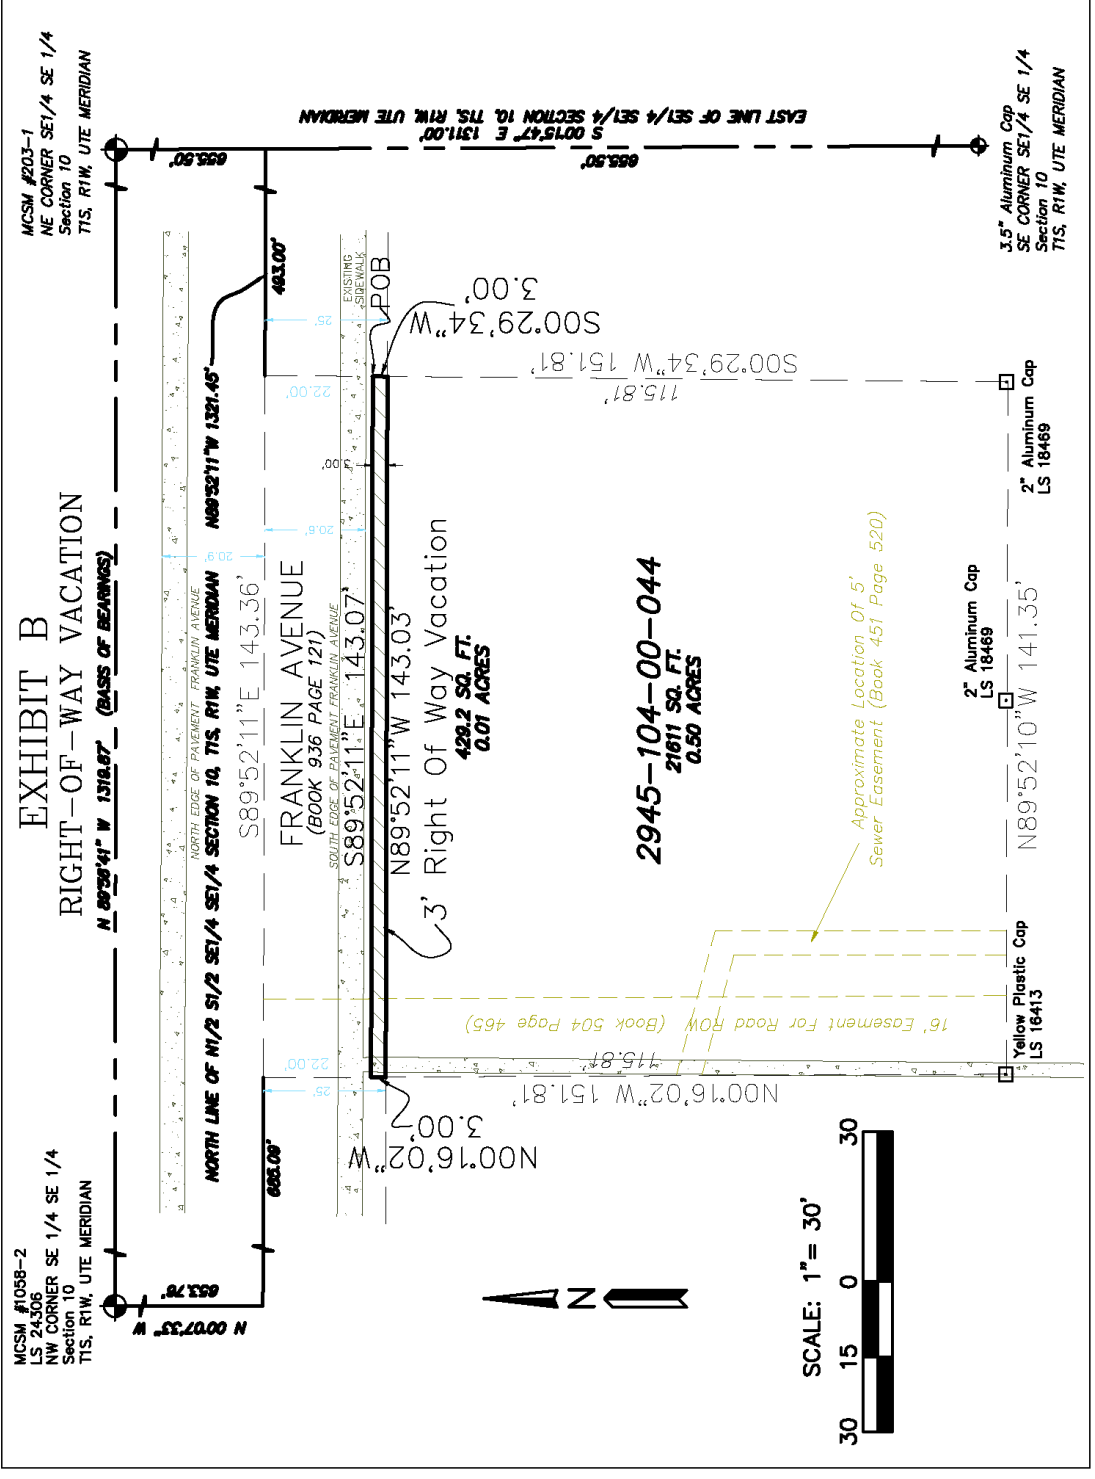 EXHIBIT B
RIGHT-OF-WAY VACATION
MCSM #1058-2
LS 24306
NW CORNER SE 1/4 SE 1/4
Section 10
T1S, R1W, UTE MERIDIAN
MCSM #203-1
NE CORNER SE1/4 SE 1/4
Section 10
T1S, R1W, UTE MERIDIAN
N 89°56'41" W 1319.67' (BASIS OF BEARINGS)
N 00°07'33" W
653.76'
655.50'
EAST LINE OF SE1/4 SE1/4 SECTION 10, T1S, R1W, UTE MERIDIAN
S 00°15'47" E 1311.00'
655.50'
NORTH EDGE OF PAVEMENT FRANKLIN AVENUE
NORTH LINE OF N1/2 S1/2 SE1/4 SE1/4 SECTION 10, T1S, R1W, UTE MERIDIAN N89°52'11"W 1321.45'
20.9'
685.09'
S89°52'11"E 143.36'
493.00'
FRANKLIN AVENUE
(BOOK 936 PAGE 121)
22.00'
25'
20.6'
22.00'
25'
SOUTH EDGE OF PAVEMENT FRANKLIN AVENUE
EXISTING
SIDEWALK
S89°52'11"E 143.07'
3.00'
POB
N89°52'11"W 143.03'
N00°16'02"W
3.00'
S00°29'34"W
3.00'
3' Right Of Way Vacation
429.2 SQ. FT.
0.01 ACRES
N00°16'02"W 151.81'
115.81'
S00°29'34"W 151.81'
115.81'
16' Easement For Road ROW (Book 504 Page 465)
2945-104-00-044
21611 SQ. FT.
0.50 ACRES
Approximate Location Of 5'
Sewer Easement (Book 451 Page 520)
Yellow Plastic Cap
LS 16413
2" Aluminum Cap
LS 18469
2" Aluminum Cap
LS 18469
N89°52'10"W 141.35'
3.5" Aluminum Cap
SE CORNER SE1/4 SE 1/4
Section 10
T1S, R1W, UTE MERIDIAN
N
SCALE: 1"= 30'
30 15 0 30